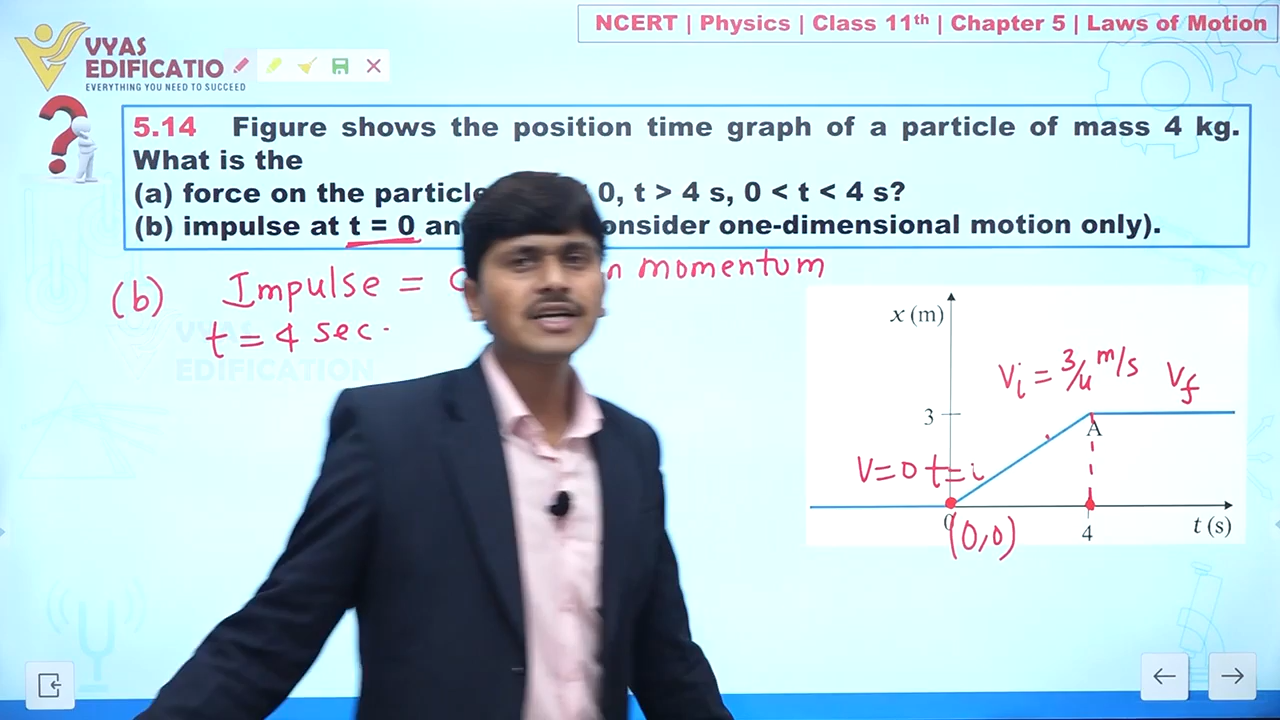 NCERT | Physics | Class 11th | Chapter 5 | Laws of Motion
VYAS
EDIFICATIO
EVERYTHING YOU NEED TO SUCCEED
5.14 Figure shows the position time graph of a particle of mass 4 kg.
What is the
(a) force on the particle 0, t > 4 s, 0 < t < 4 s?
(b) impulse at t = 0 one-dimensional motion only).
(b) Impulse = momentum
t = 4 sec.
VYAS
EDIFICATION
x (m)
Vi = 3/4 m/s Vf
3
A
V=0 t=i
0
(0,0)
4
t (s)